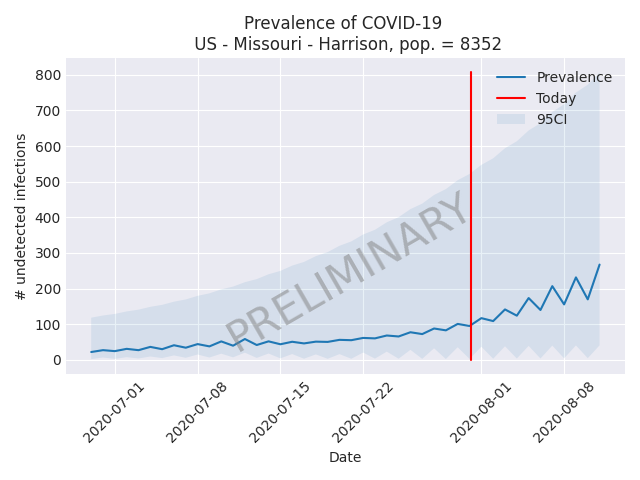 Prevalence of COVID-19
US - Missouri - Harrison, pop. = 8352
800
700
600
500
400
300
200
100
0
# undetected infections
Prevalence
Today
95CI
PRELIMINARY
2020-07-01
2020-07-08
2020-07-15
2020-07-22
2020-08-01
2020-08-08
Date